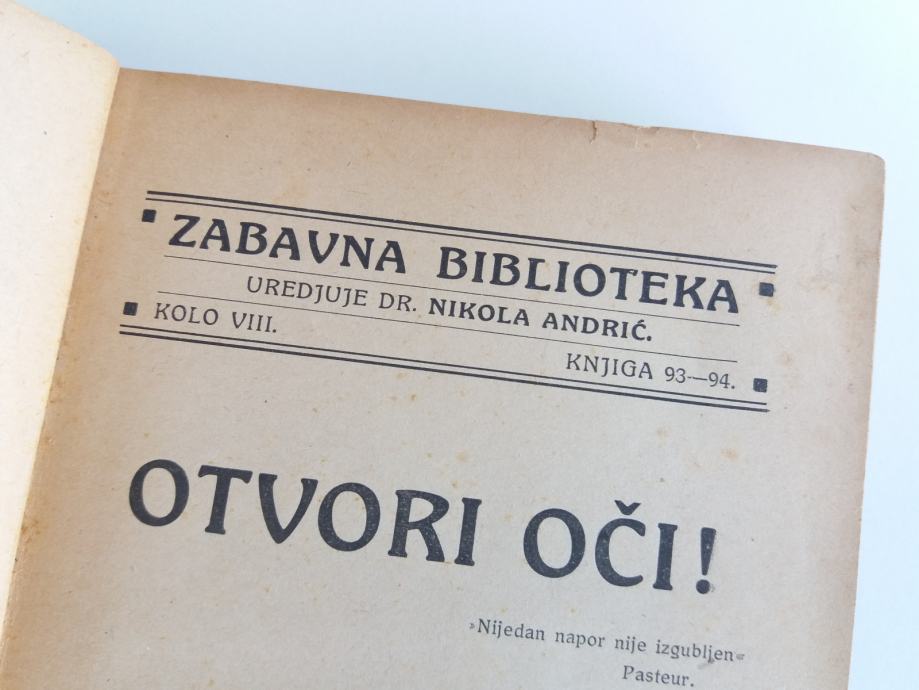 ZABAVNA BIBLIOTEKA
UREDJUJE DR. NIKOLA ANDRIĆ.
KOLO VIII.
KNJIGA 93—94.
OTVORI OČI!
»Nijedan napor nije izgubljen«
Pasteur.